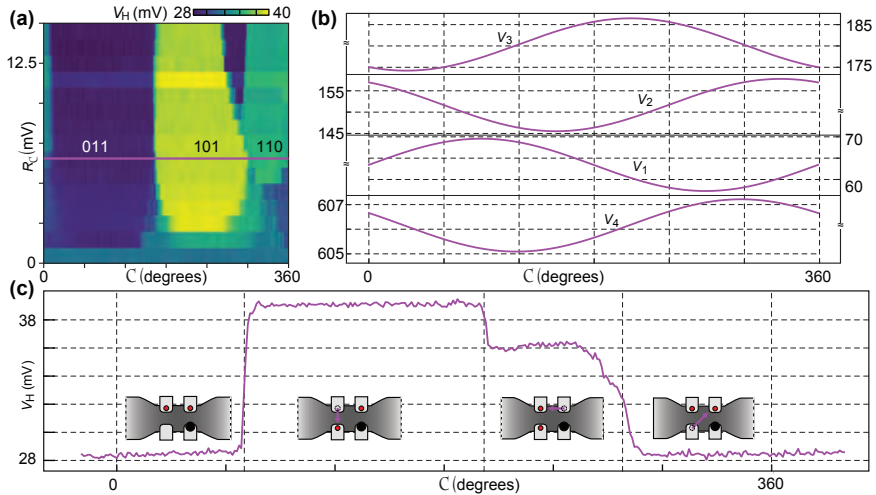 (a) V_H (mV) 28 40
12.5
R_C (mV)
011 101 110
0
0 C (degrees) 360
(b)
V_3
185
175
155
V_2
145
70
V_1
60
607
V_4
605
0 C (degrees) 360
(c)
38
V_H (mV)
28
0 C (degrees) 360